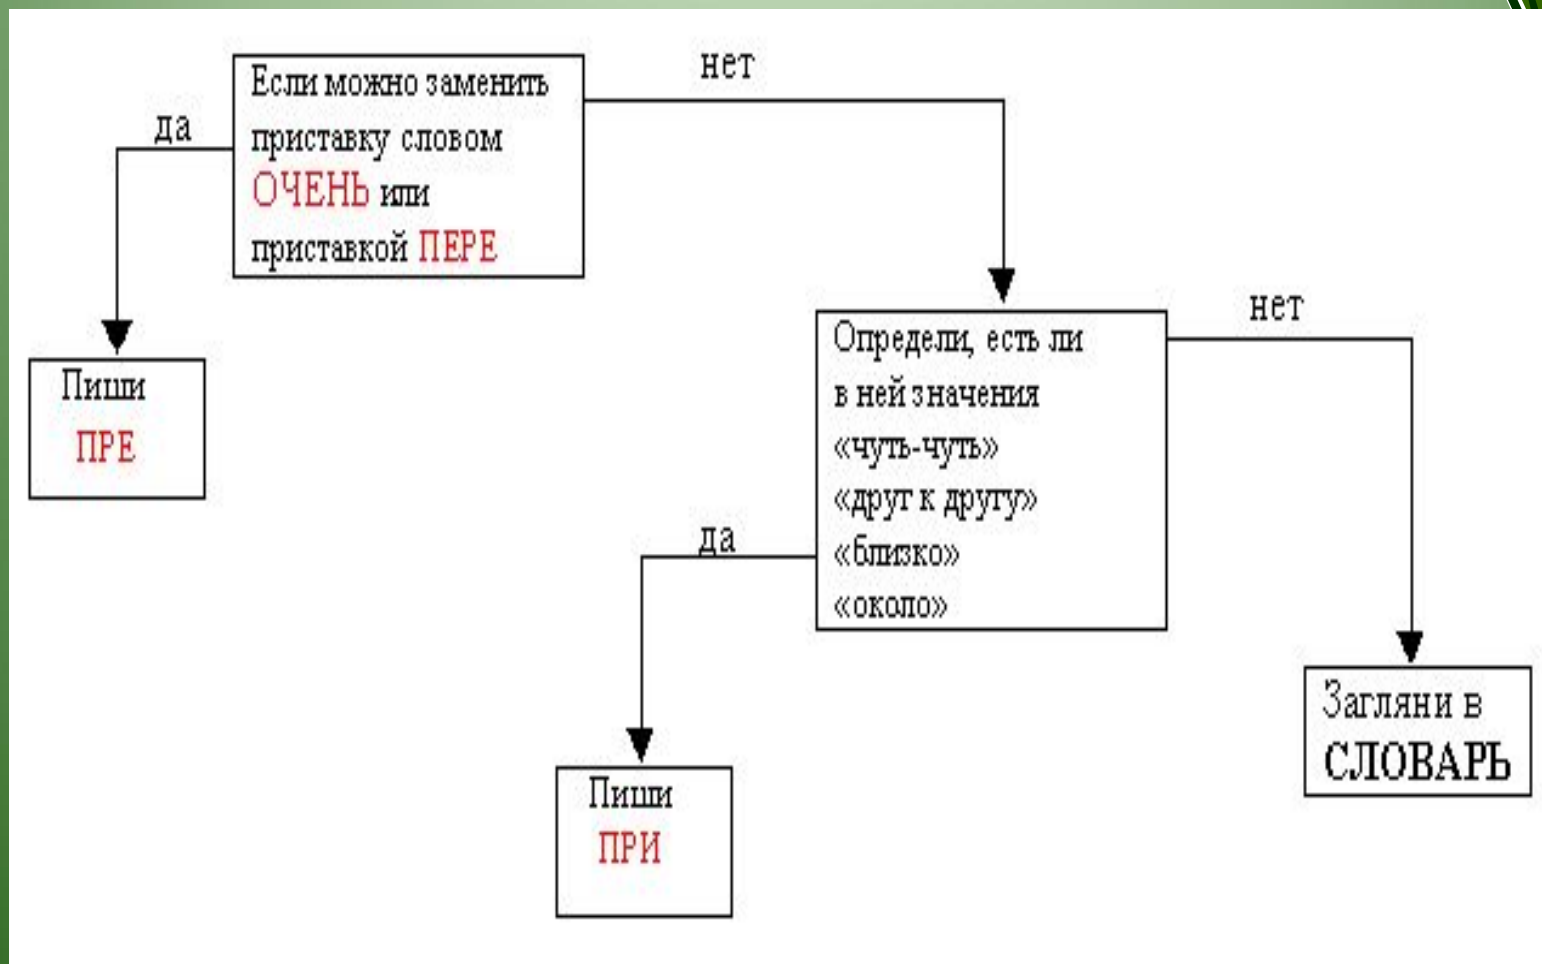 Если можно заменить
приставку словом
ОЧЕНЬ или
приставкой ПЕРЕ
да
нет
Пиши
ПРЕ
Определи, есть ли
в ней значения
«чуть-чуть»
«друг к другу»
«близко»
«около»
да
нет
Пиши
ПРИ
Загляни в
СЛОВАРЬ